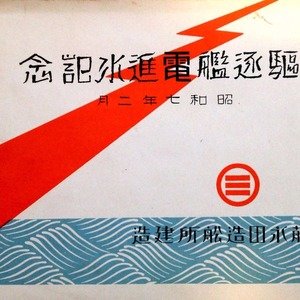 驅逐艦電進水記念
昭和七年二月
藤永田造船所建造